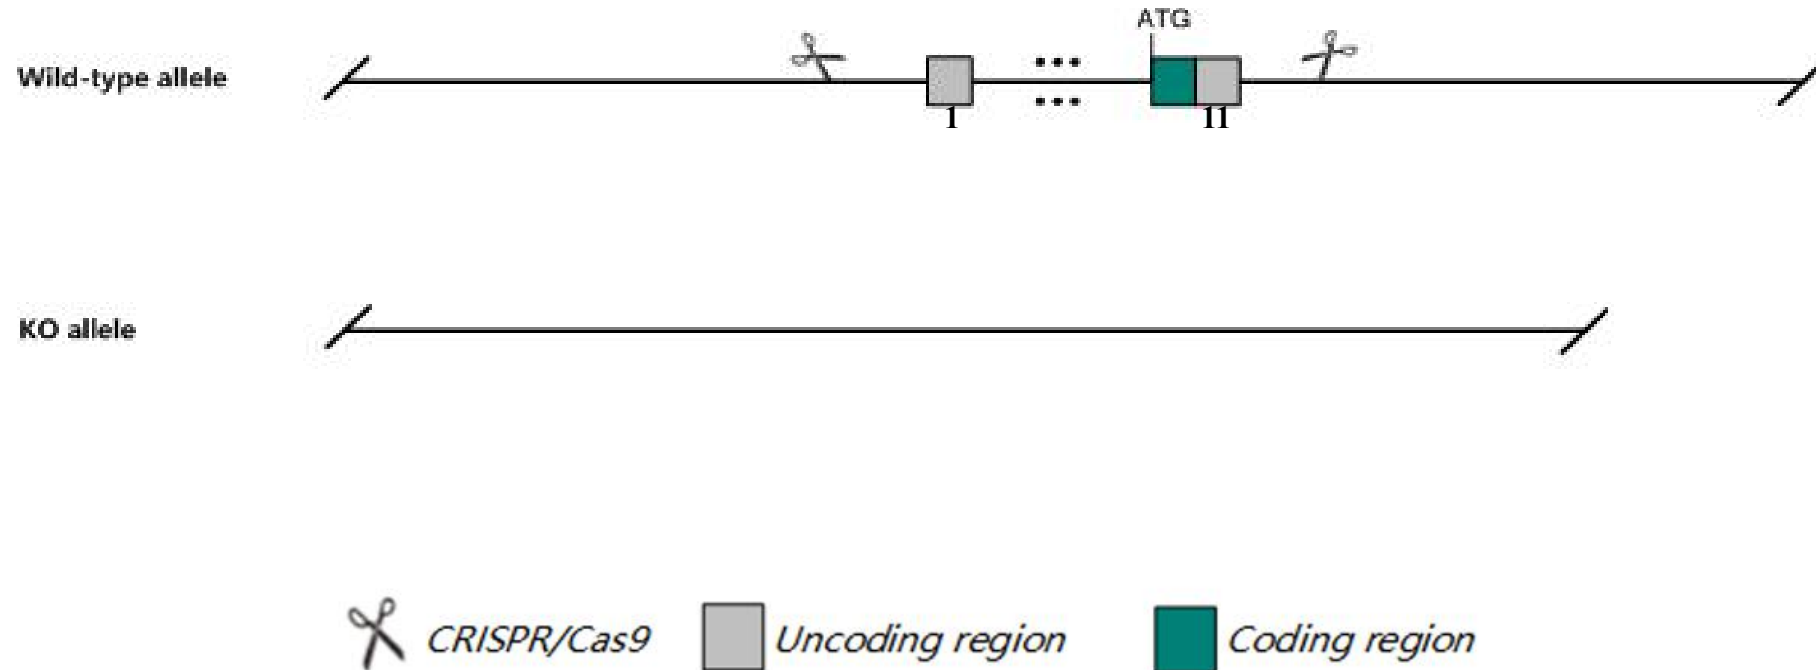 ATG
Wild-type allele
1
11
KO allele
CRISPR/Cas9
Uncoding region
Coding region